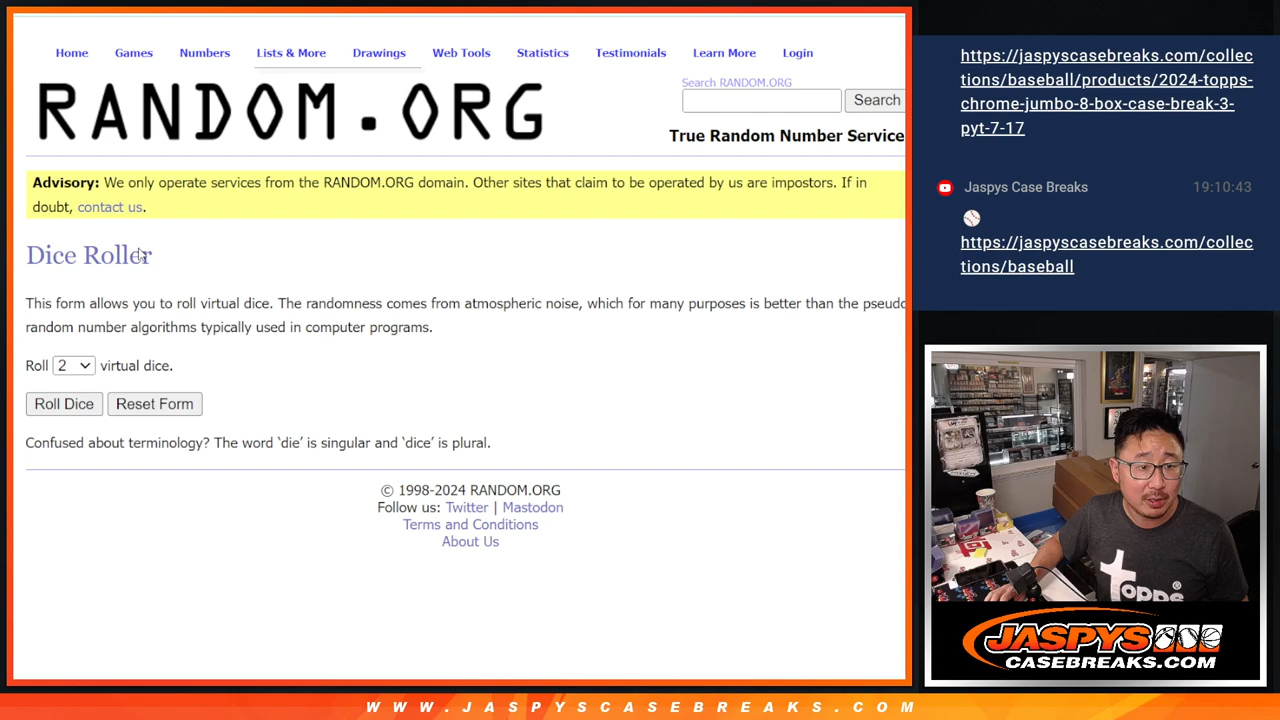 Home Games Numbers Lists & More Drawings Web Tools Statistics Testimonials Learn More Login
RANDOM.ORG
Search RANDOM.ORG
Search
True Random Number Service
Advisory: We only operate services from the RANDOM.ORG domain. Other sites that claim to be operated by us are impostors. If in
doubt, contact us.
Dice Roller
This form allows you to roll virtual dice. The randomness comes from atmospheric noise, which for many purposes is better than the pseudo
random number algorithms typically used in computer programs.
Roll 2 virtual dice.
Roll Dice Reset Form
Confused about terminology? The word ‘die’ is singular and ‘dice’ is plural.
© 1998-2024 RANDOM.ORG
Follow us: Twitter | Mastodon
Terms and Conditions
About Us
https://jaspyscasebreaks.com/collec
tions/baseball/products/2024-topps-
chrome-jumbo-8-box-case-break-3-
pyt-7-17
Jaspys Case Breaks 19:10:43
https://jaspyscasebreaks.com/collec
tions/baseball
topps®
JASPYS
CASEBREAKS.COM
WWW.JASPYSCASEBREAKS.COM